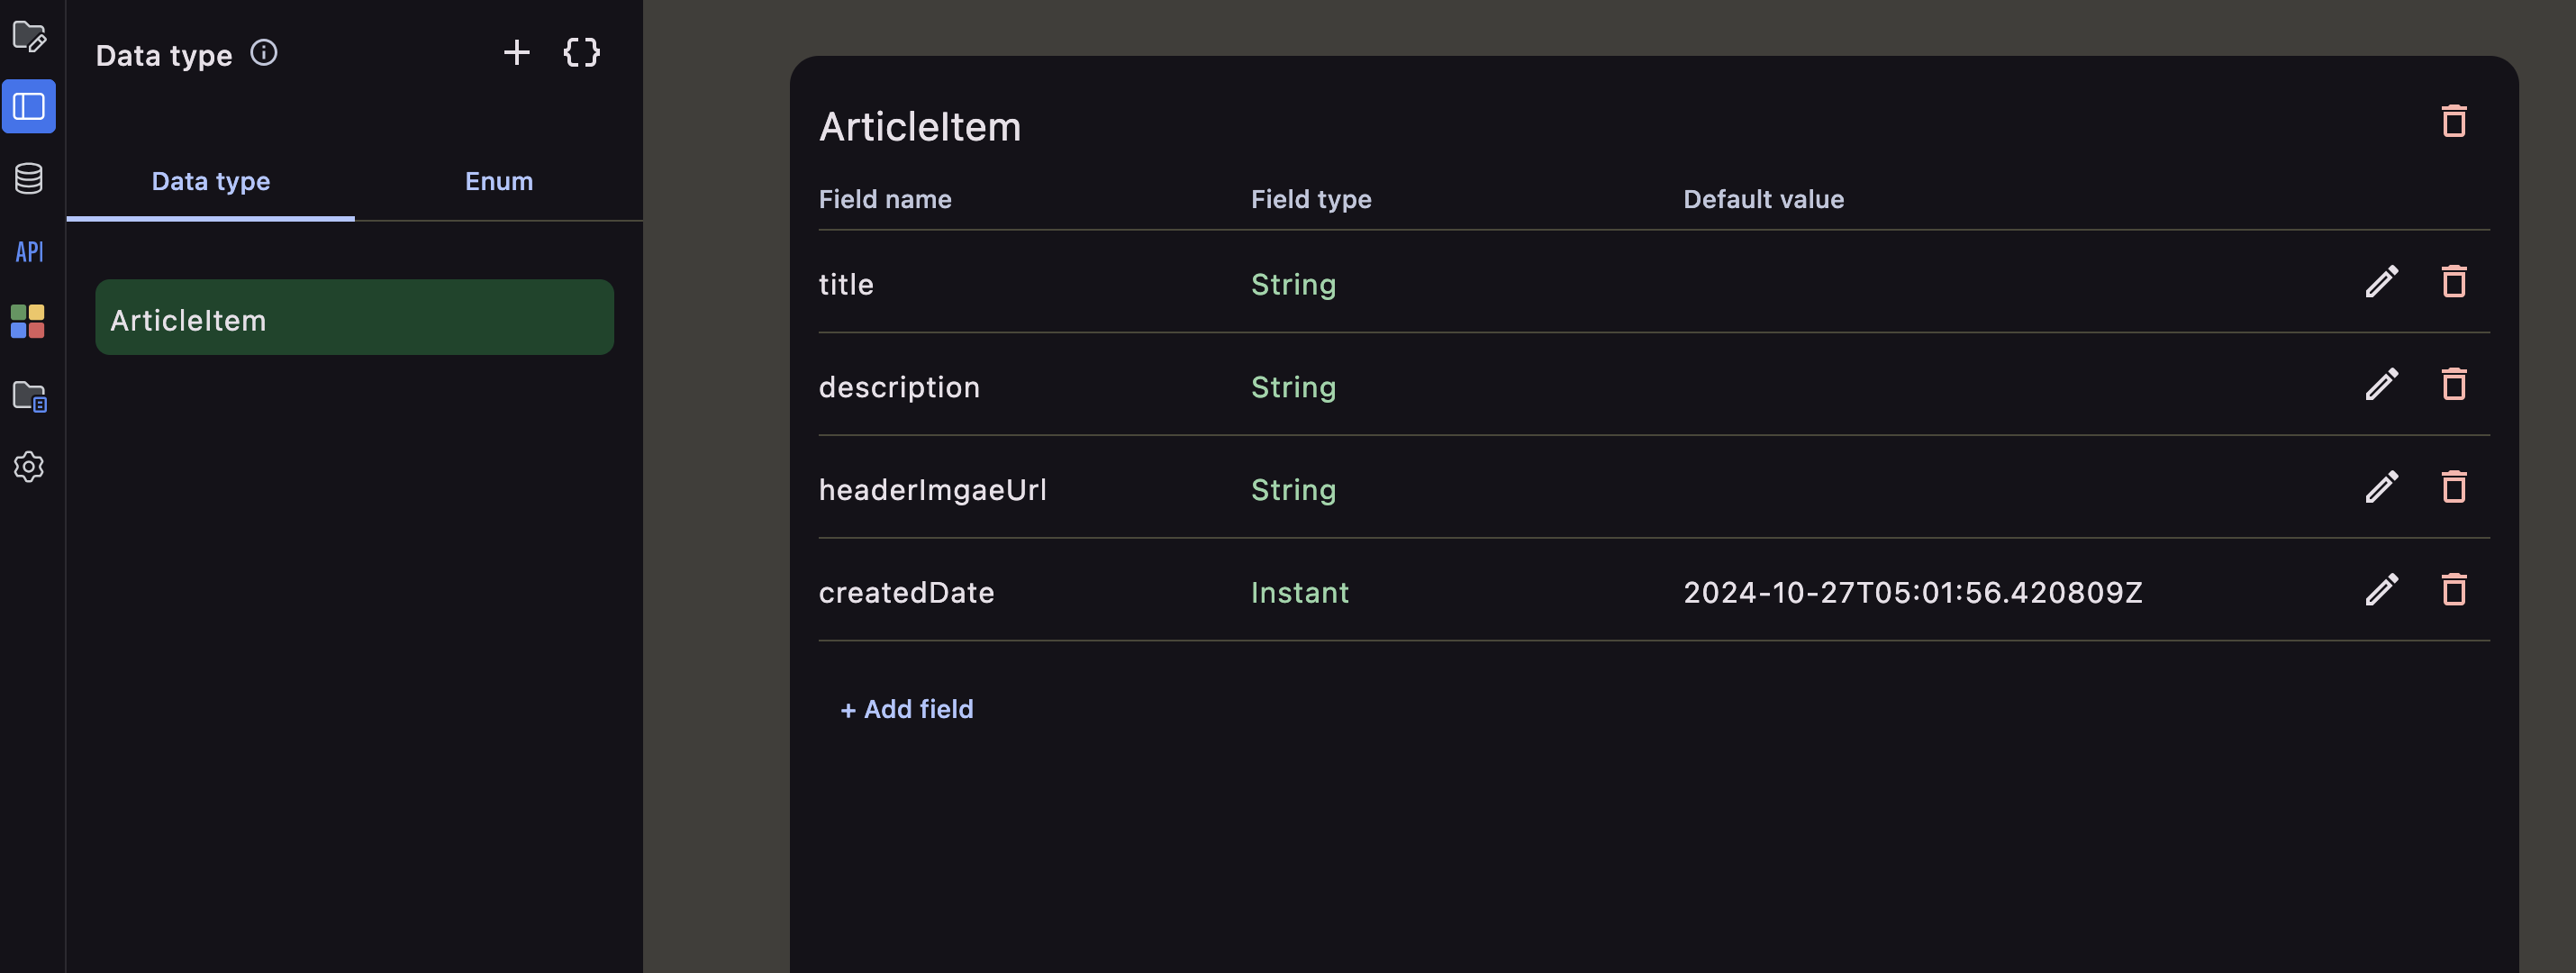 Data type
Data type Enum
API
ArticleItem
ArticleItem
Field name Field type Default value
title String
description String
headerImgaeUrl String
createdDate Instant 2024-10-27T05:01:56.420809Z
+ Add field